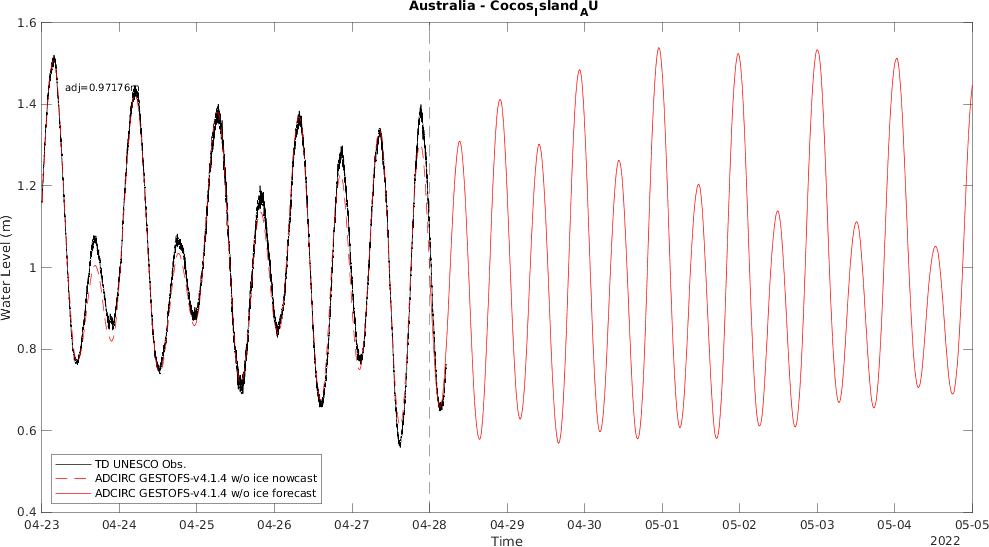 Australia - CocosIslandAU
1.6
1.4
1.2
1
0.8
0.6
0.4
Water Level (m)
adj=0.97176m
TD UNESCO Obs.
ADCIRC GESTOFS-v4.1.4 w/o ice nowcast
ADCIRC GESTOFS-v4.1.4 w/o ice forecast
04-23 04-24 04-25 04-26 04-27 04-28 04-29 04-30 05-01 05-02 05-03 05-04 05-05
Time
2022